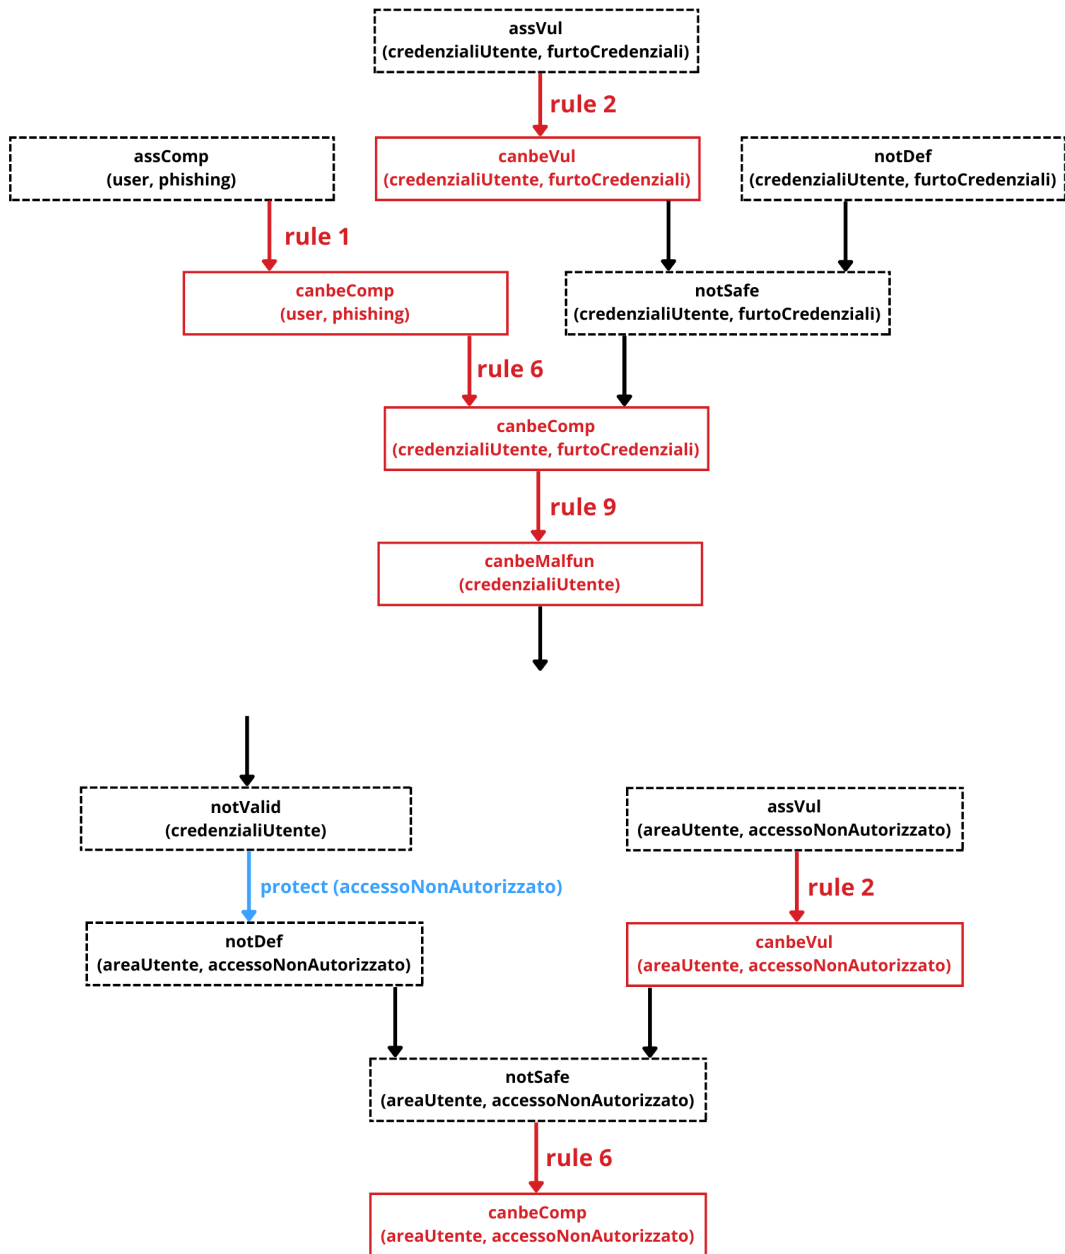 assVul
(credenzialiUtente, furtoCredenziali)
rule 2
assComp
(user, phishing)
canbeVul
(credenzialiUtente, furtoCredenziali)
notDef
(credenzialiUtente, furtoCredenziali)
rule 1
canbeComp
(user, phishing)
notSafe
(credenzialiUtente, furtoCredenziali)
rule 6
canbeComp
(credenzialiUtente, furtoCredenziali)
rule 9
canbeMalfun
(credenzialiUtente)
notValid
(credenzialiUtente)
assVul
(areaUtente, accessoNonAutorizzato)
protect (accessoNonAutorizzato)
rule 2
notDef
(areaUtente, accessoNonAutorizzato)
canbeVul
(areaUtente, accessoNonAutorizzato)
notSafe
(areaUtente, accessoNonAutorizzato)
rule 6
canbeComp
(areaUtente, accessoNonAutorizzato)